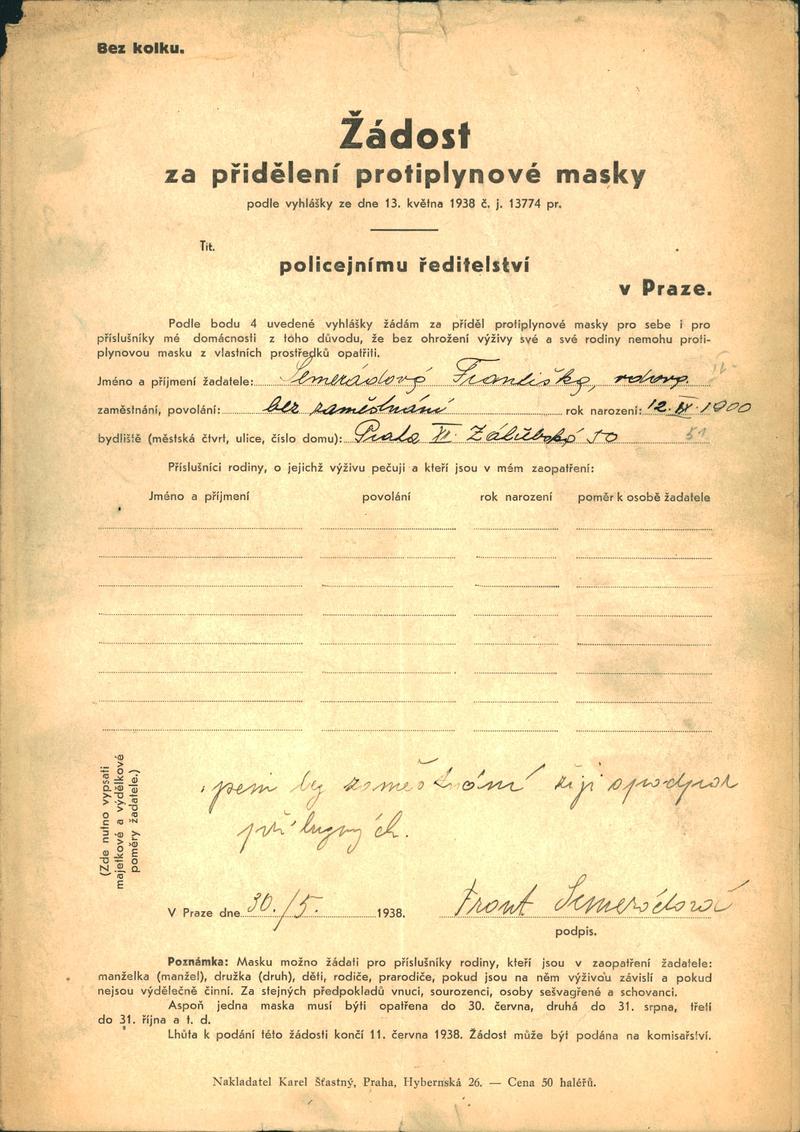 Bez kolku.
Žádost
za přidělení protiplynové masky
podle vyhlášky ze dne 13. května 1938 č. j. 13774 pr.
Tit.
policejnímu ředitelství
v Praze.
Podle bodu 4 uvedené vyhlášky žádám za příděl protiplynové masky pro sebe i pro
příslušníky mé domácnosti z toho důvodu, že bez ohrožení výživy své a své rodiny nemohu proti-
plynovou masku z vlastních prostředků opatřiti.
Jméno a příjmení žadatele: Semerádová Františka, vdova.
zaměstnání, povolání: bez zaměstnání rok narození: 12. IX. 1900
bydliště (městská čtvrt, ulice, číslo domu): Praha XI. 50 51
Příslušníci rodiny, o jejichž výživu pečuji a kteří jsou v mém zaopatření:
Jméno a příjmení povolání rok narození poměr k osobě žadatele
(Zde nutno vypsati
majetkové a výdělkové
poměry žadatele.)
jsem bez zaměstnání žiji z podpor
V Praze dne 30./5. 1938. Frant Semerádová
podpis.
Poznámka: Masku možno žádati pro příslušníky rodiny, kteří jsou v zaopatření žadatele:
manželka (manžel), družka (druh), děti, rodiče, prarodiče, pokud jsou na něm výživou závislí a pokud
nejsou výdělečně činní. Za stejných předpokladů vnuci, sourozenci, osoby sešvagřené a schovanci.
Aspoň jedna maska musí býti opatřena do 30. června, druhá do 31. srpna, třetí
do 31. října a t. d.
Lhůta k podání této žádosti končí 11. června 1938. Žádost může být podána na komisařství.
Nakladatel Karel Šťastný, Praha, Hybernská 26. — Cena 50 haléřů.